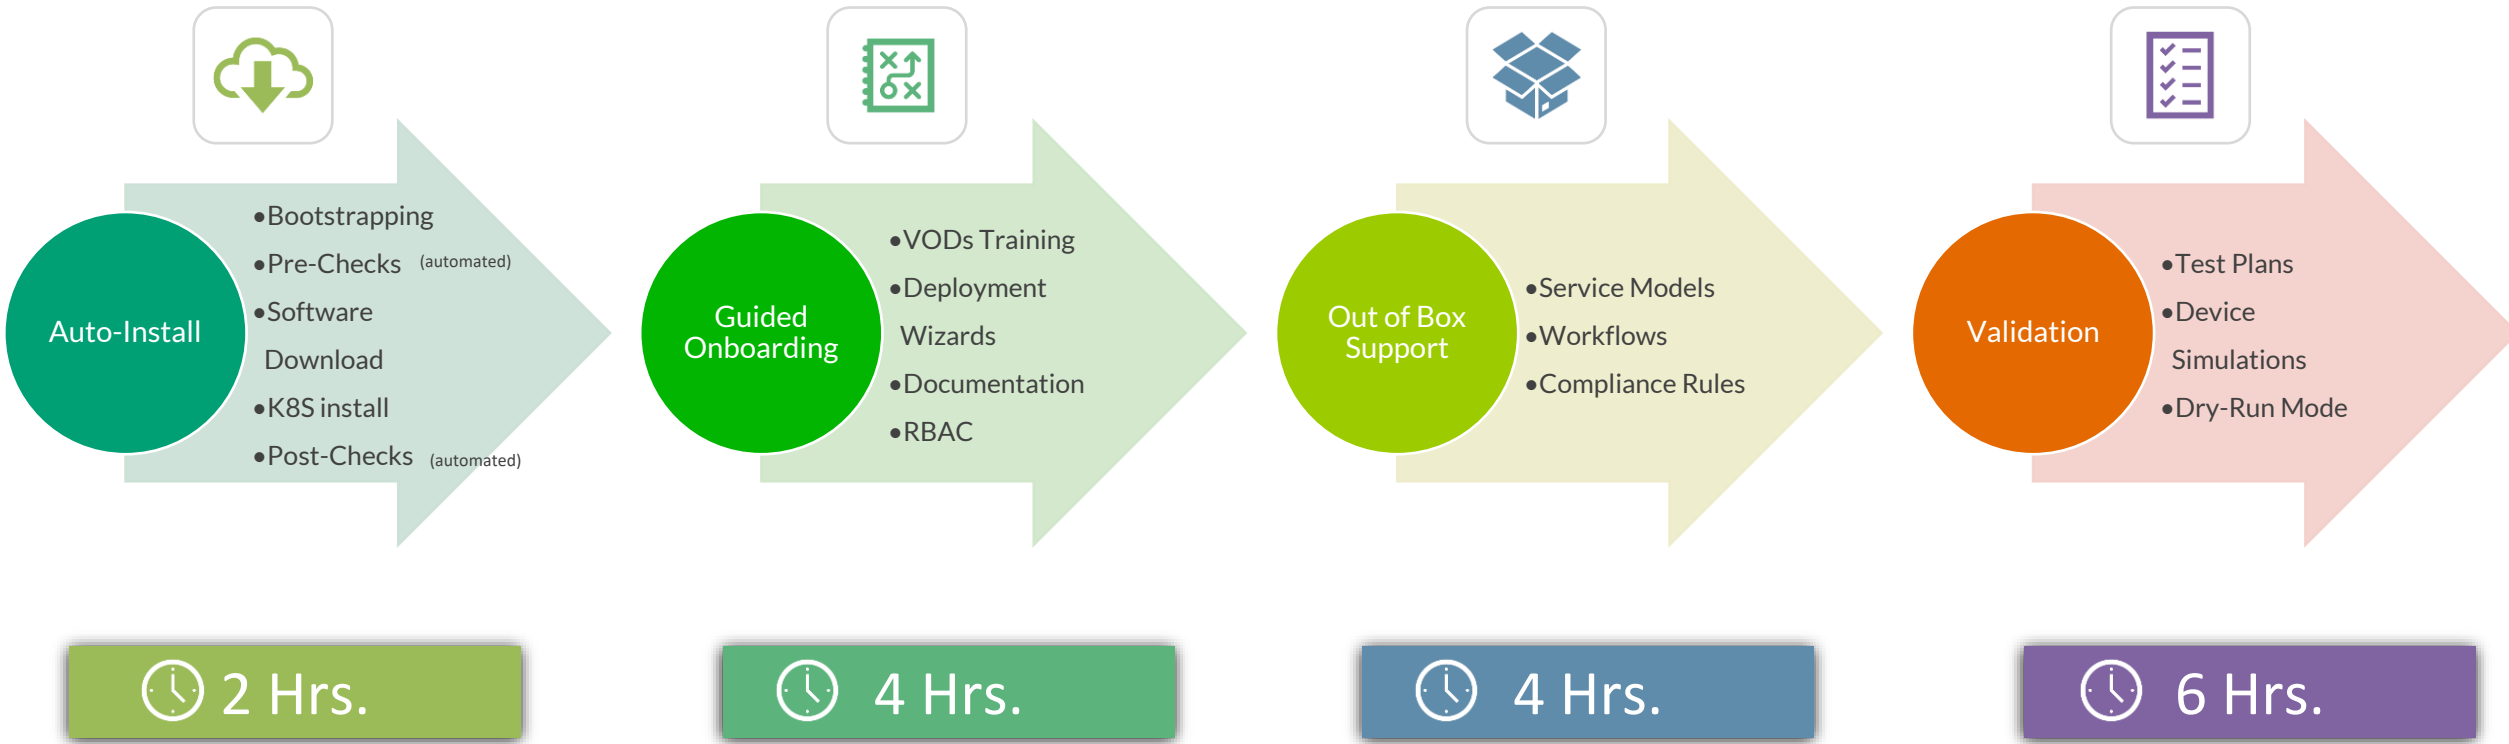 Auto-Install
•Bootstrapping
•Pre-Checks (automated)
•Software
Download
•K8S install
•Post-Checks (automated)
Guided
Onboarding
•VODs Training
•Deployment
Wizards
•Documentation
•RBAC
Out of Box
Support
•Service Models
•Workflows
•Compliance Rules
Validation
•Test Plans
•Device
Simulations
•Dry-Run Mode
2 Hrs.
4 Hrs.
4 Hrs.
6 Hrs.